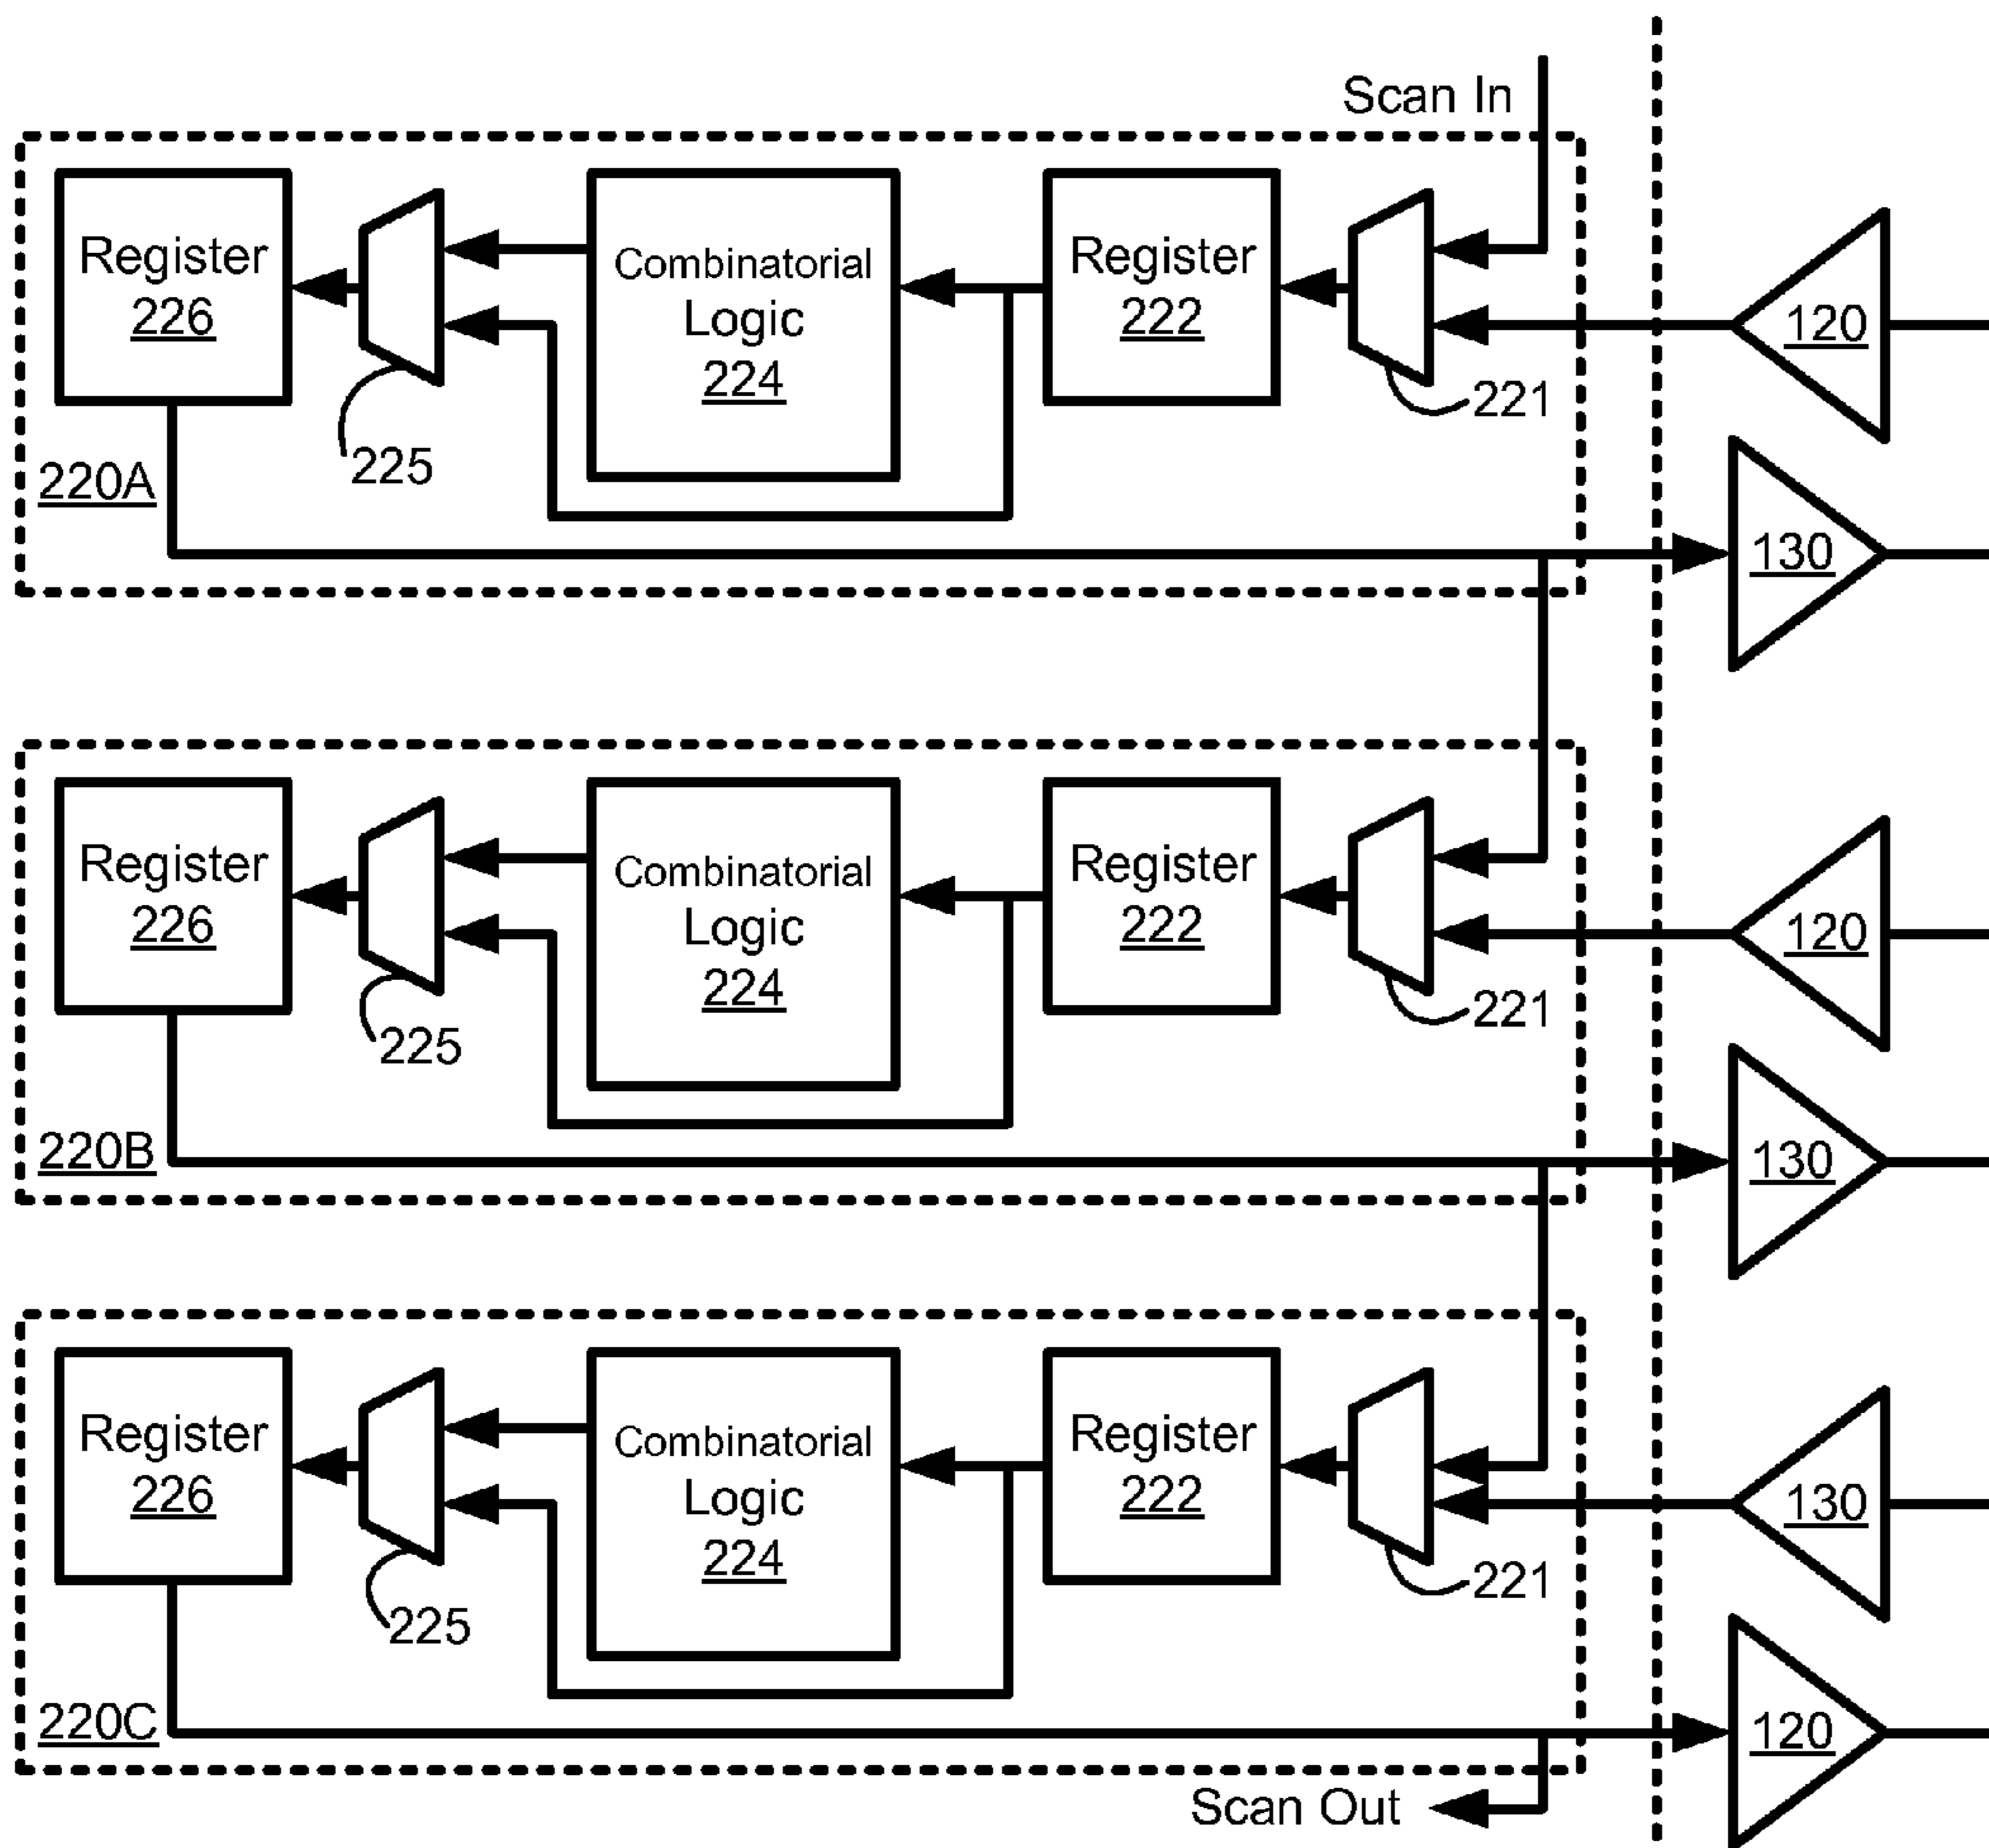 Scan In
Register
226
Combinatorial
Logic
224
Register
222
120
221
225
220A
130
Register
226
Combinatorial
Logic
224
Register
222
120
221
225
220B
130
Register
226
Combinatorial
Logic
224
Register
222
130
221
225
220C
120
Scan Out